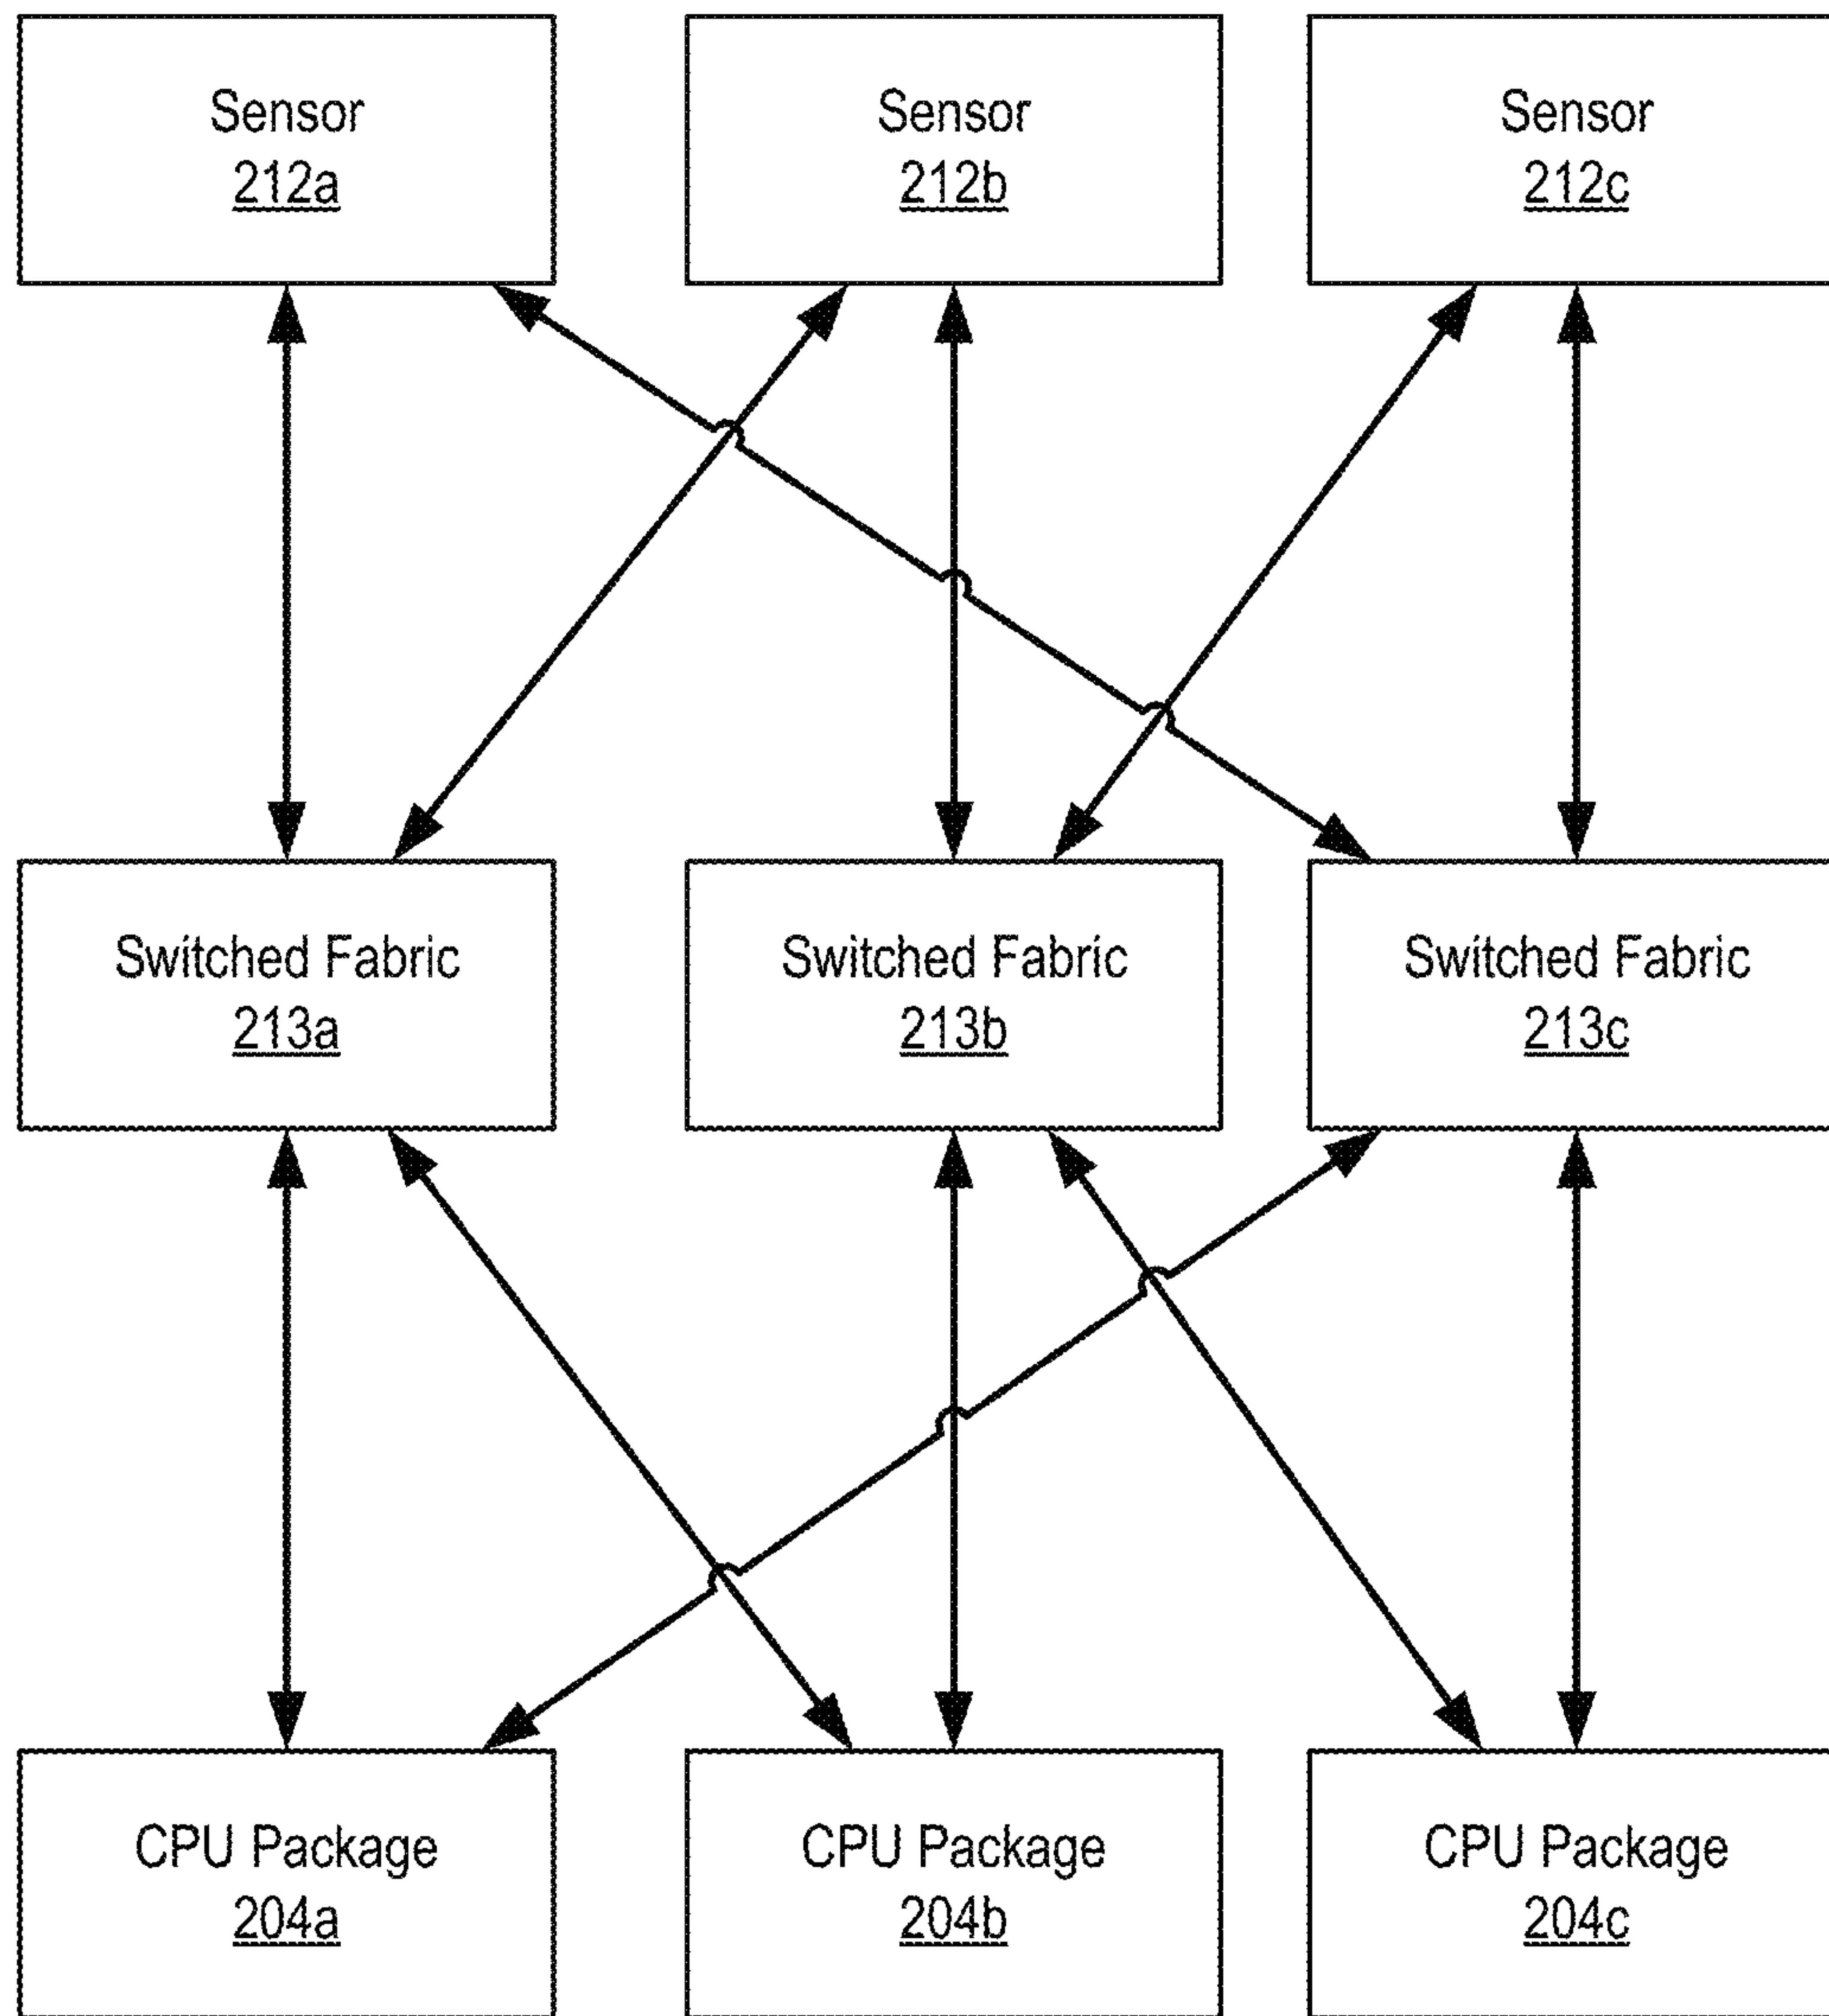 Sensor
212a
Sensor
212b
Sensor
212c
Switched Fabric
213a
Switched Fabric
213b
Switched Fabric
213c
CPU Package
204a
CPU Package
204b
CPU Package
204c